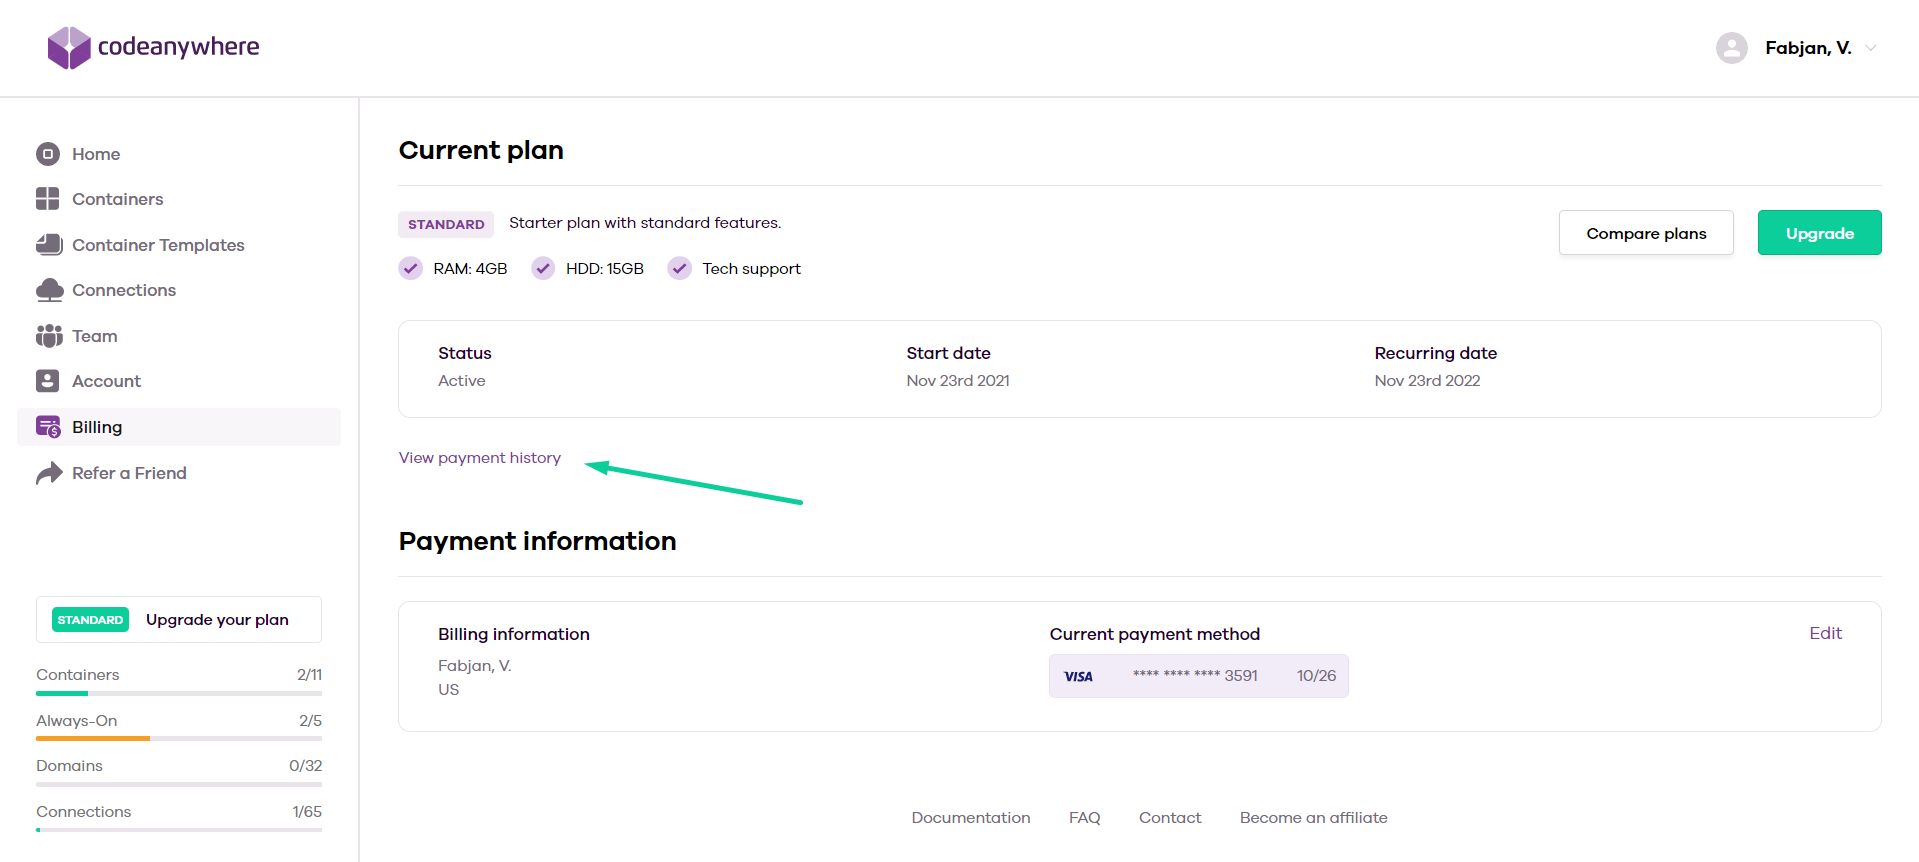 codeanywhere
Fabjan, V.
Home
Containers
Container Templates
Connections
Team
Account
Billing
Refer a Friend
STANDARD Upgrade your plan
Containers 2/11
Always-On 2/5
Domains 0/32
Connections 1/65
Current plan
STANDARD Starter plan with standard features.
Compare plans Upgrade
RAM: 4GB HDD: 15GB Tech support
Status Start date Recurring date
Active Nov 23rd 2021 Nov 23rd 2022
View payment history
Payment information
Billing information Current payment method Edit
Fabjan, V.
US
VISA **** **** **** 3591 10/26
Documentation FAQ Contact Become an affiliate